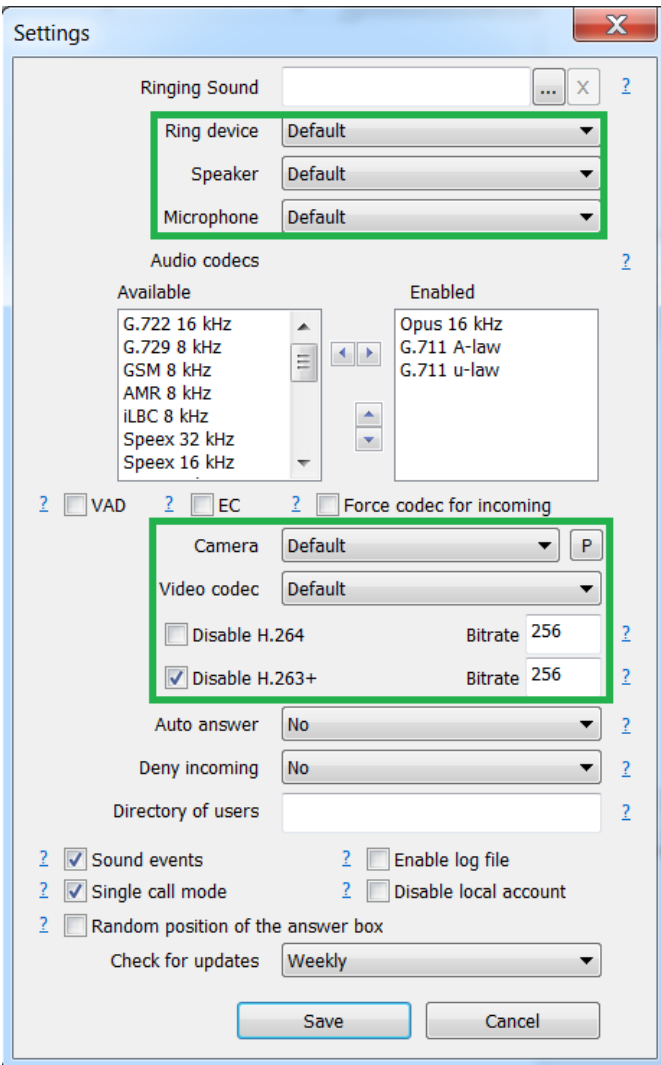 Settings
X
Ringing Sound ... X ?
Ring device Default
Speaker Default
Microphone Default
Audio codecs ?
Available Enabled
G.722 16 kHz Opus 16 kHz
G.729 8 kHz G.711 A-law
GSM 8 kHz G.711 u-law
AMR 8 kHz
iLBC 8 kHz
Speex 32 kHz
Speex 16 kHz
? VAD ? EC ? Force codec for incoming
Camera Default P
Video codec Default
Disable H.264 Bitrate 256 ?
Disable H.263+ Bitrate 256 ?
Auto answer No ?
Deny incoming No ?
Directory of users ?
? Sound events ? Enable log file
? Single call mode ? Disable local account
? Random position of the answer box
Check for updates Weekly
Save Cancel